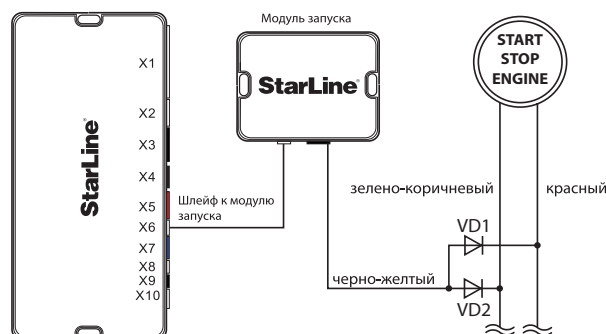 Модуль запуска
START
STOP
ENGINE
StarLine®
StarLine®
X1
X2
X3
X4
X5
X6
X7
X8
X9
X10
Шлейф к модулю
запуска
зелено-коричневый
красный
VD1
черно-желтый
VD2